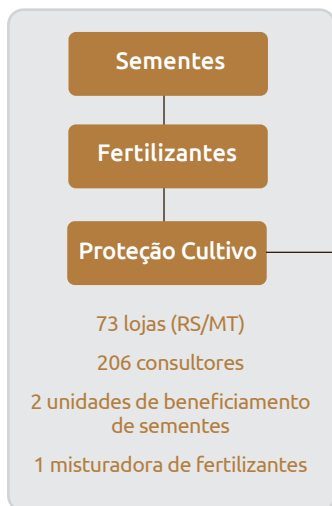 Sementes
Fertilizantes
Proteção Cultivo
73 lojas (RS/MT)
206 consultores
2 unidades de beneficiamento
de sementes
1 misturadora de fertilizantes